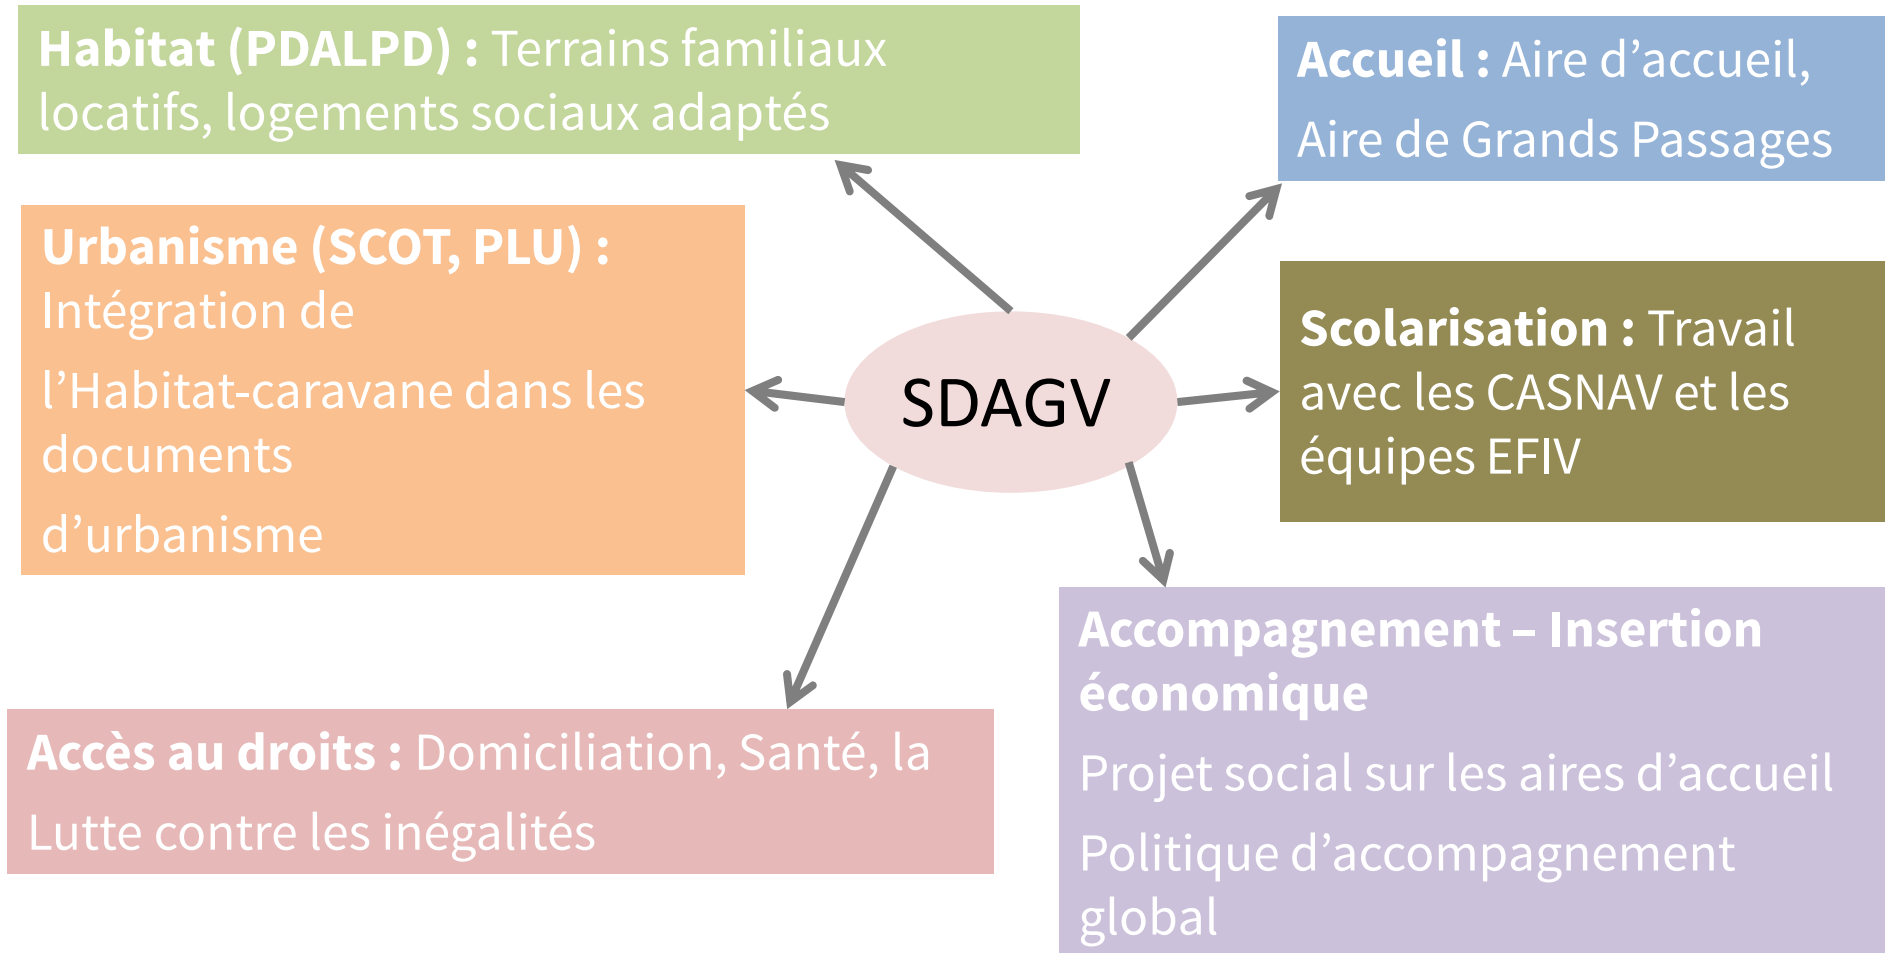 Habitat (PDALPD) : Terrains familiaux
locatifs, logements sociaux adaptés
Accueil : Aire d’accueil,
Aire de Grands Passages
Urbanisme (SCOT, PLU) :
Intégration de
l’Habitat-caravane dans les
documents
d’urbanisme
SDAGV
Scolarisation : Travail
avec les CASNAV et les
équipes EFIV
Accès au droits : Domiciliation, Santé, la
Lutte contre les inégalités
Accompagnement – Insertion
économique
Projet social sur les aires d’accueil
Politique d’accompagnement
global